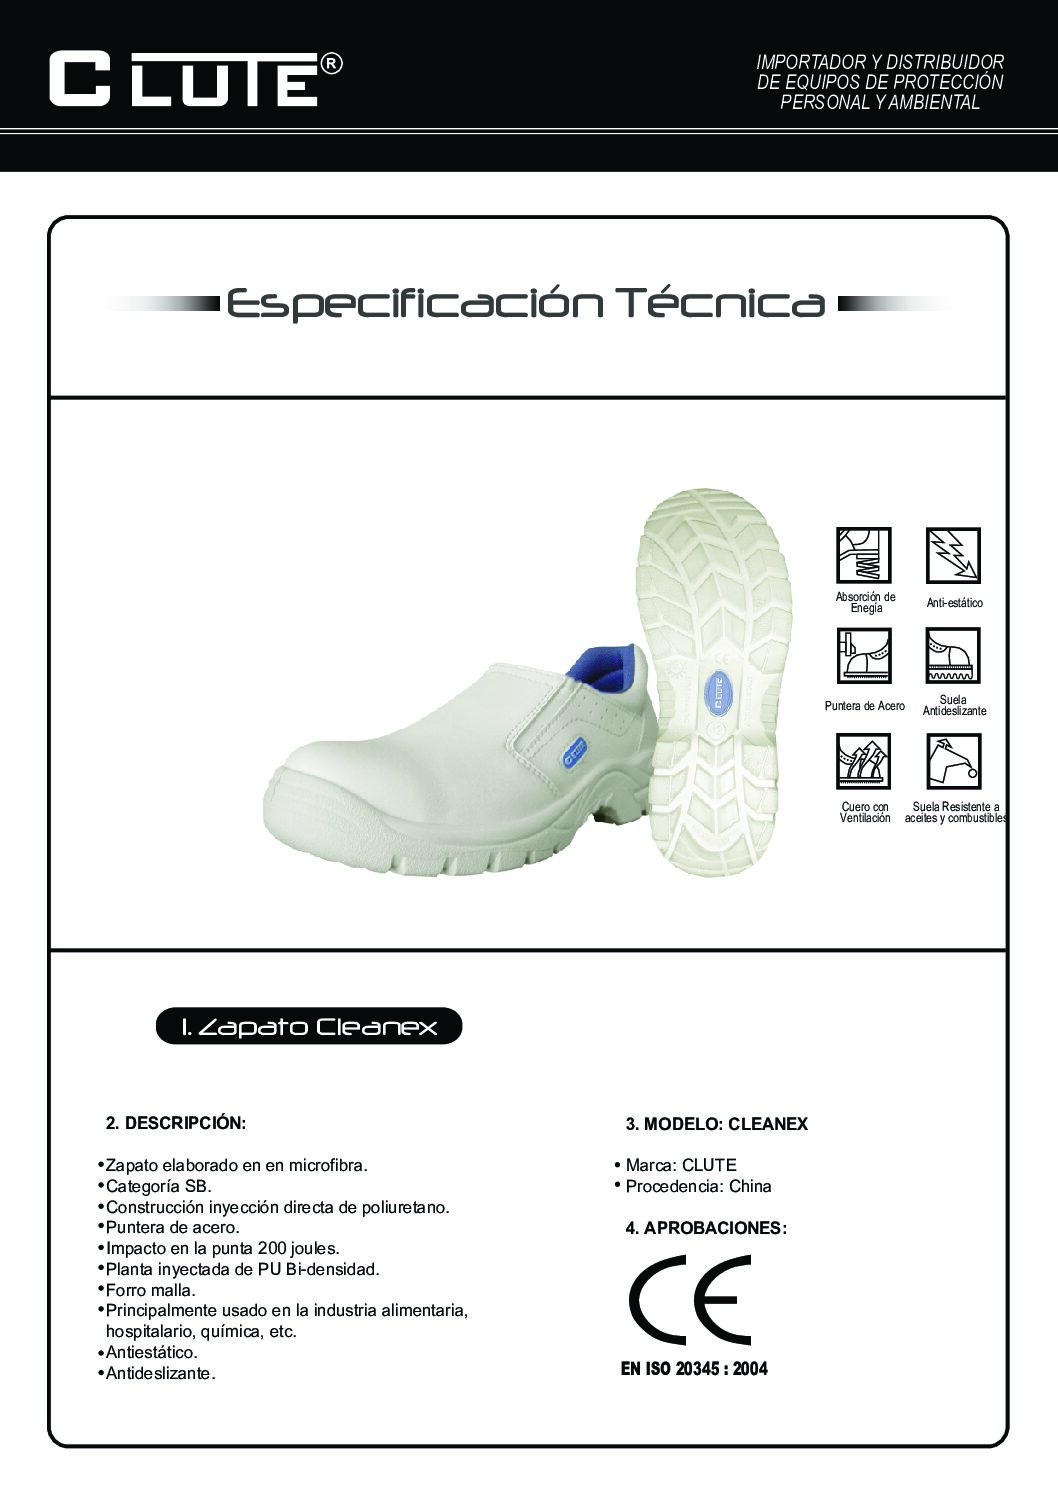 CLUTE®
IMPORTADOR Y DISTRIBUIDOR
DE EQUIPOS DE PROTECCIÓN
PERSONAL Y AMBIENTAL
Especificación Técnica
Absorción de
Enegía
Anti-estático
Puntera de Acero
Suela
Antideslizante
Cuero con
Ventilación
Suela Resistente a
aceites y combustibles
CLUTE
CLUTE
1. Zapato Cleanex
2. DESCRIPCIÓN:
•Zapato elaborado en en microfibra.
•Categoría SB.
•Construcción inyección directa de poliuretano.
•Puntera de acero.
•Impacto en la punta 200 joules.
•Planta inyectada de PU Bi-densidad.
•Forro malla.
•Principalmente usado en la industria alimentaria,
hospitalario, química, etc.
•Antiestático.
•Antideslizante.
3. MODELO: CLEANEX
• Marca: CLUTE
• Procedencia: China
4. APROBACIONES:
CE
EN ISO 20345 : 2004